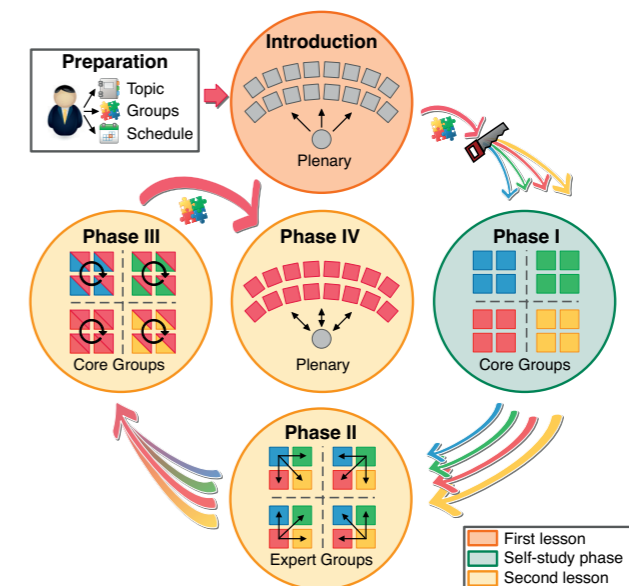 Preparation
Topic
Groups
Schedule
Introduction
Plenary
Phase III
Core Groups
Phase IV
Plenary
Phase I
Core Groups
Phase II
Expert Groups
First lesson
Self-study phase
Second lesson